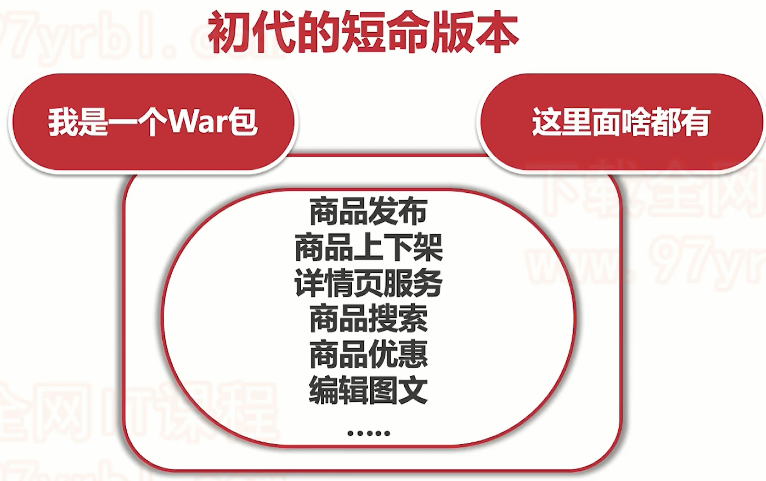 初代的短命版本
我是一个War包
这里面啥都有
商品发布
商品上下架
详情页服务
商品搜索
商品优惠
编辑图文
.....
下载全网
www.97yr
全网IT课程